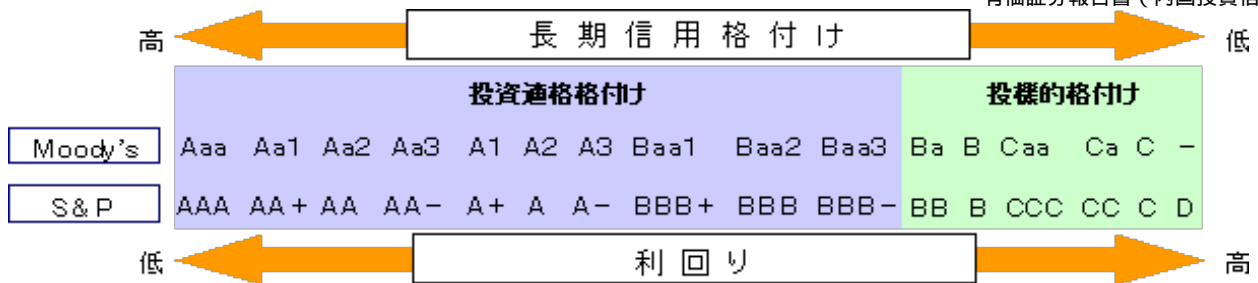 高 長期信用格付け 低
投資適格格付け 投機的格付け
Moody's Aaa Aa1 Aa2 Aa3 A1 A2 A3 Baa1 Baa2 Baa3 Ba B Caa Ca C −
S&P AAA AA+ AA AA− A+ A A− BBB+ BBB BBB− BB B CCC CC C D
低 利回り 高